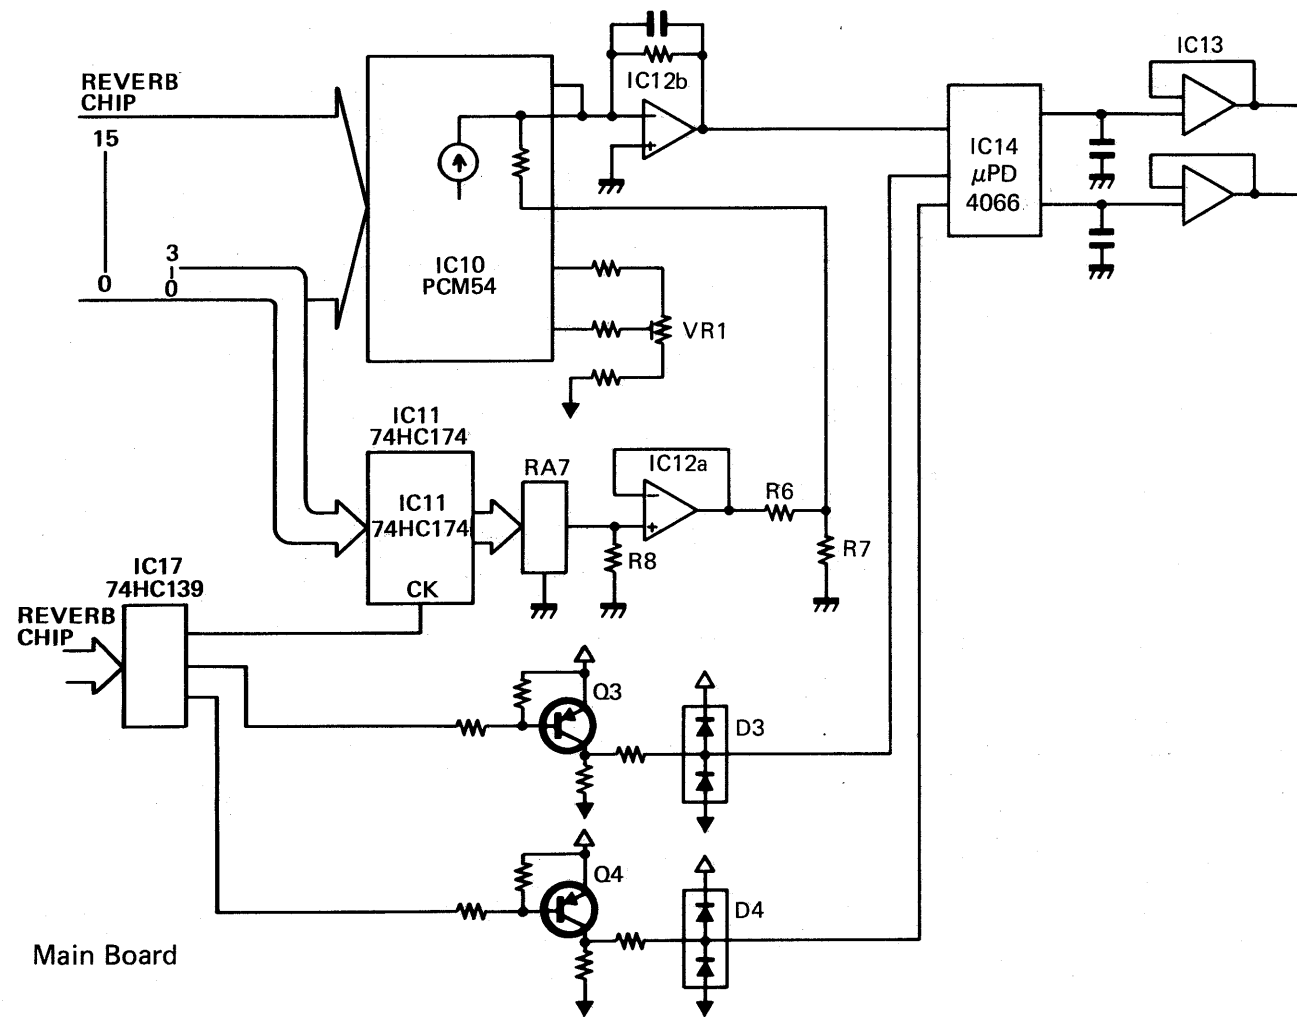 IC13
REVERB
CHIP
IC12b
15
IC14
μPD
4066
3
0
0
IC10
PCM54
VR1
IC11
74HC174
RA7
IC12a
R6
IC11
74HC174
R8
R7
CK
IC17
74HC139
REVERB
CHIP
Q3
D3
Q4
D4
Main Board